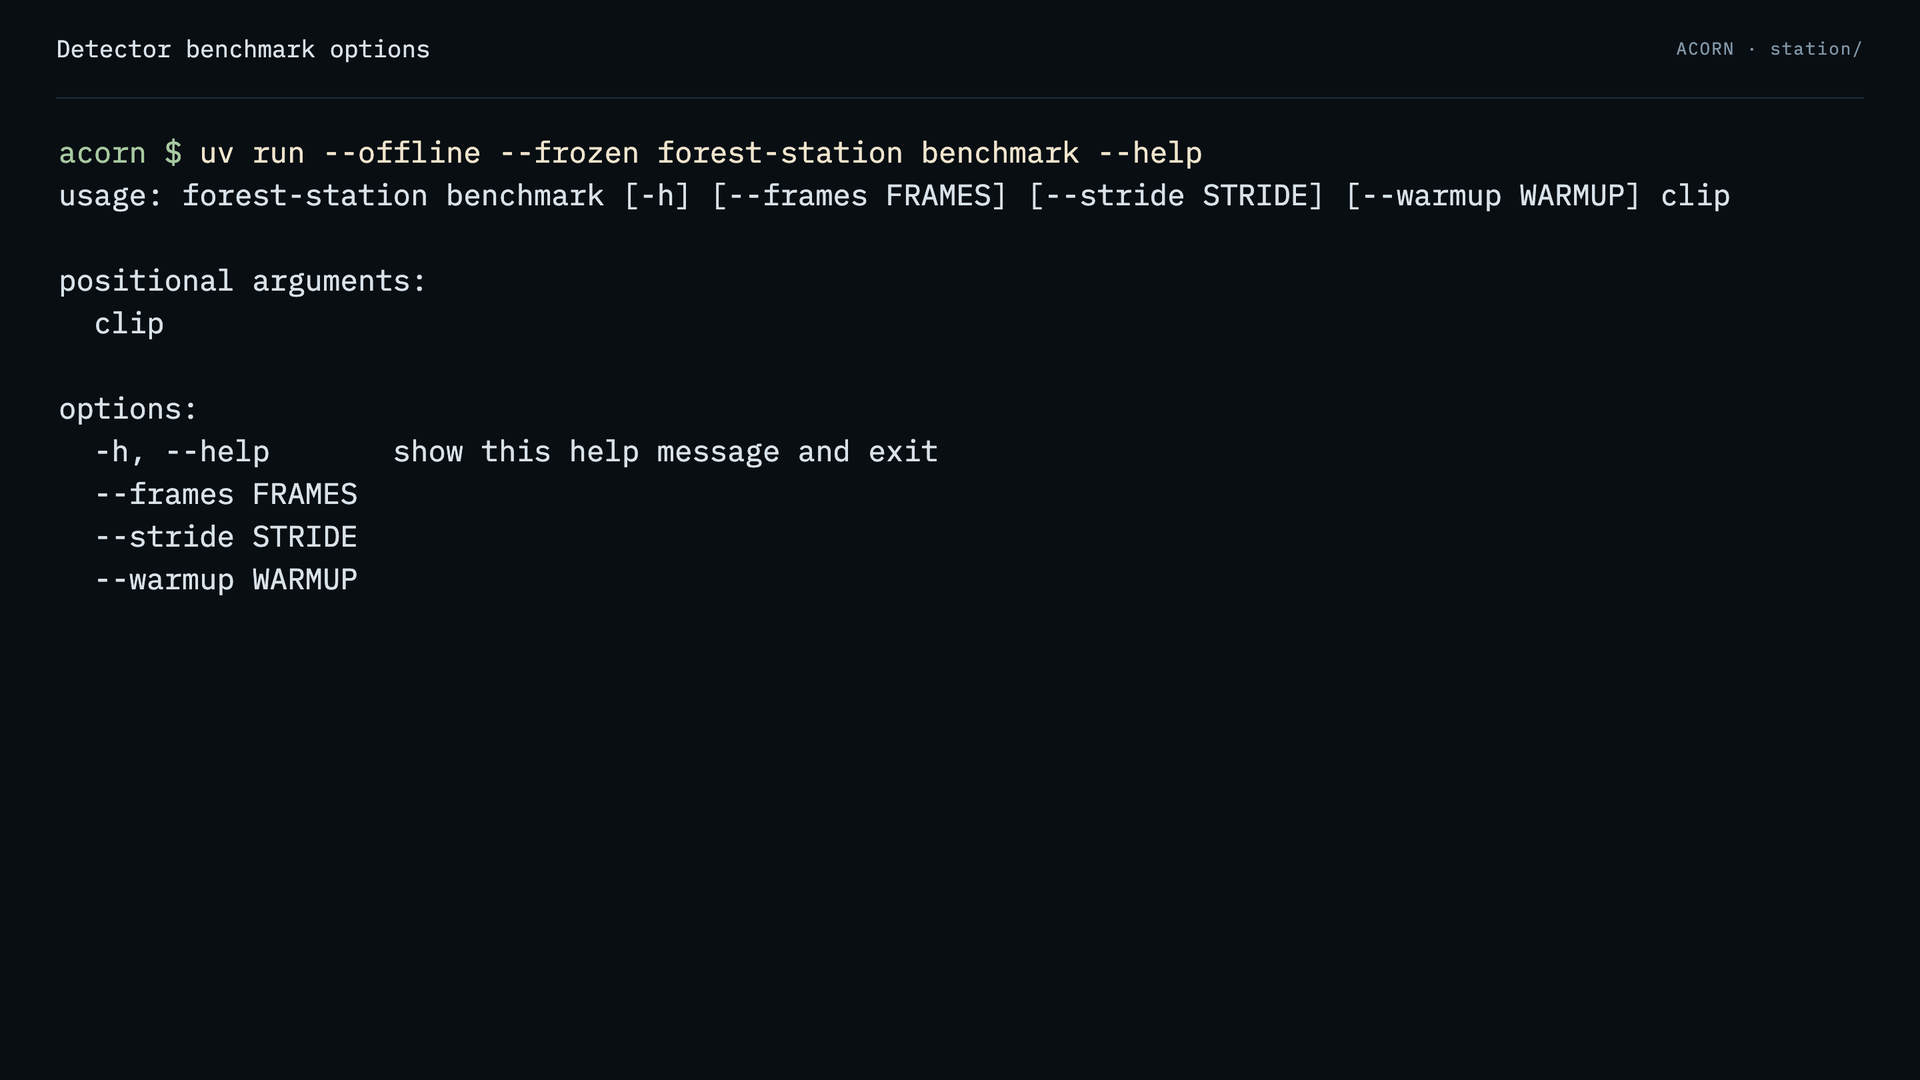 Detector benchmark options
ACORN · station/
acorn $ uv run --offline --frozen forest-station benchmark --help
usage: forest-station benchmark [-h] [--frames FRAMES] [--stride STRIDE] [--warmup WARMUP] clip
positional arguments:
  clip
options:
  -h, --help       show this help message and exit
  --frames FRAMES
  --stride STRIDE
  --warmup WARMUP